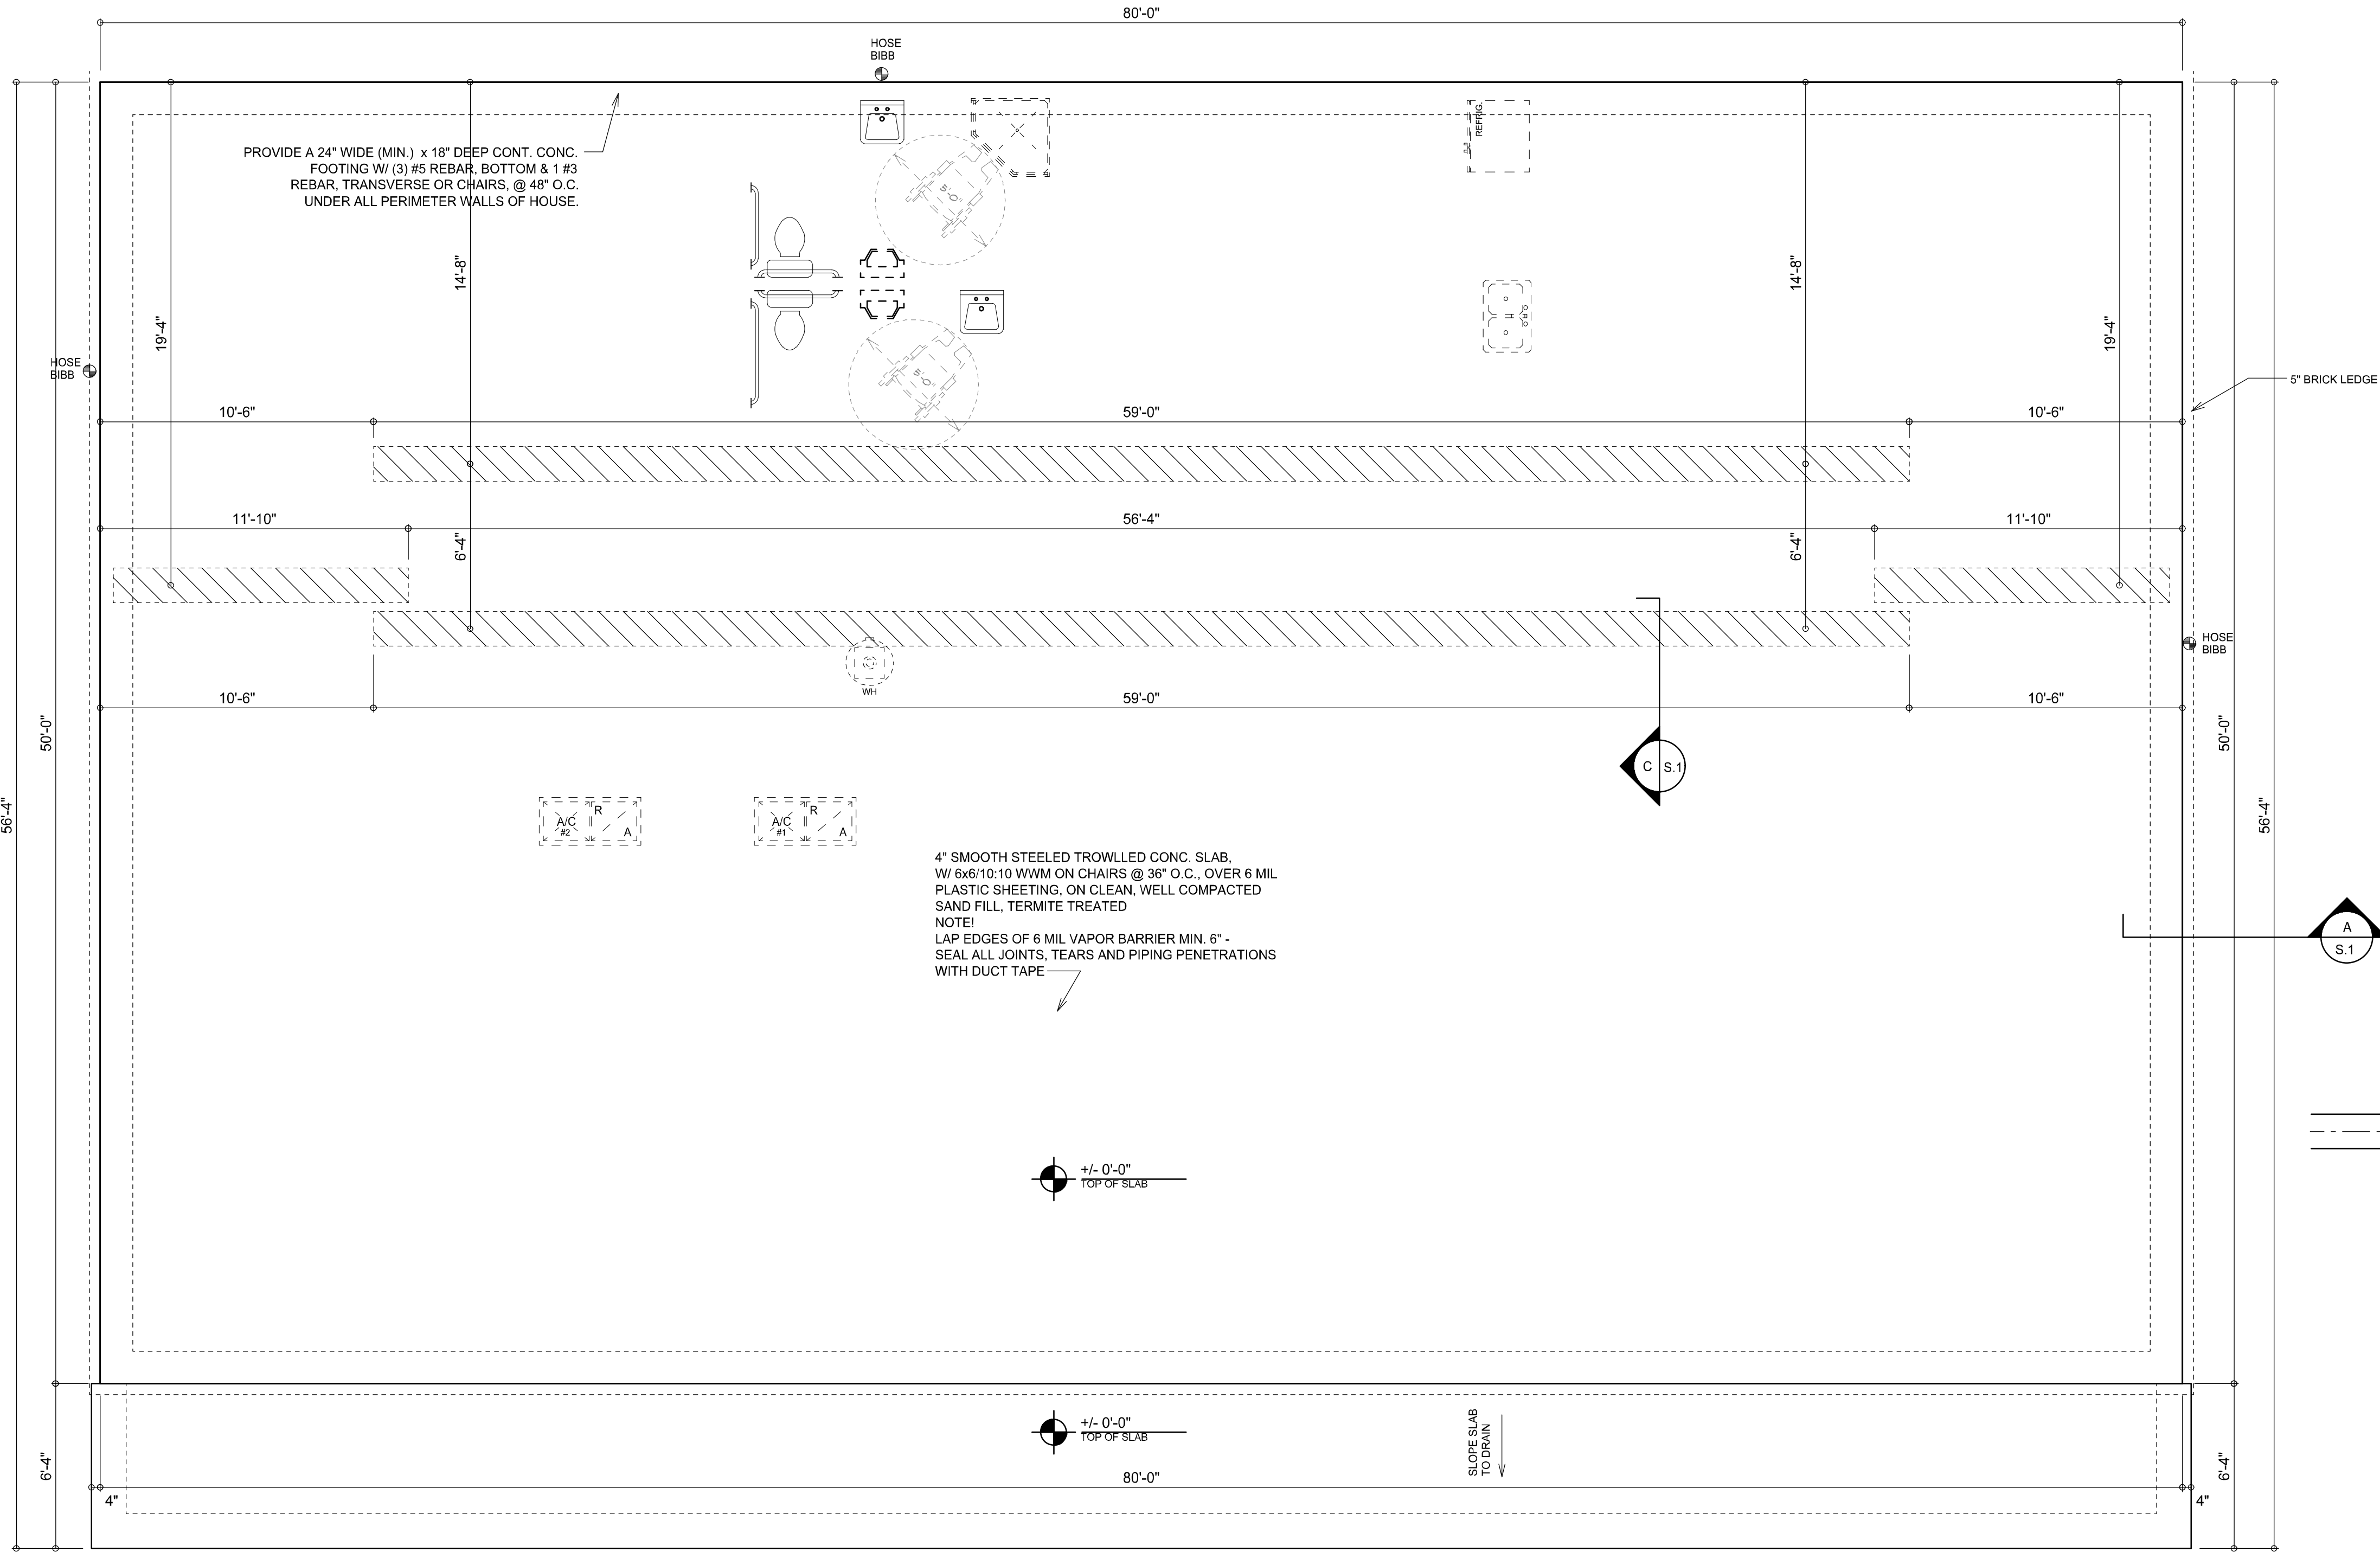 80'-0"
HOSE
BIBB
REFRIG.
PROVIDE A 24" WIDE (MIN.) x 18" DEEP CONT. CONC.
FOOTING W/ (3) #5 REBAR, BOTTOM & 1 #3
REBAR, TRANSVERSE OR CHAIRS, @ 48" O.C.
UNDER ALL PERIMETER WALLS OF HOUSE.
5'-0"
14'-8"
14'-8"
19'-4"
19'-4"
HOSE
BIBB
5'-0"
5" BRICK LEDGE
10'-6"
59'-0"
10'-6"
11'-10"
56'-4"
11'-10"
6'-4"
6'-4"
HOSE
BIBB
WH
10'-6"
59'-0"
10'-6"
50'-0"
50'-0"
C S.1
56'-4"
56'-4"
A/C
#2
R
A
A/C
#1
R
A
4" SMOOTH STEELED TROWLLED CONC. SLAB,
W/ 6x6/10:10 WWM ON CHAIRS @ 36" O.C., OVER 6 MIL
PLASTIC SHEETING, ON CLEAN, WELL COMPACTED
SAND FILL, TERMITE TREATED
NOTE!
LAP EDGES OF 6 MIL VAPOR BARRIER MIN. 6" -
SEAL ALL JOINTS, TEARS AND PIPING PENETRATIONS
WITH DUCT TAPE
A
S.1
+/- 0'-0"
TOP OF SLAB
+/- 0'-0"
TOP OF SLAB
SLOPE SLAB
TO DRAIN
6'-4"
6'-4"
80'-0"
4"
4"